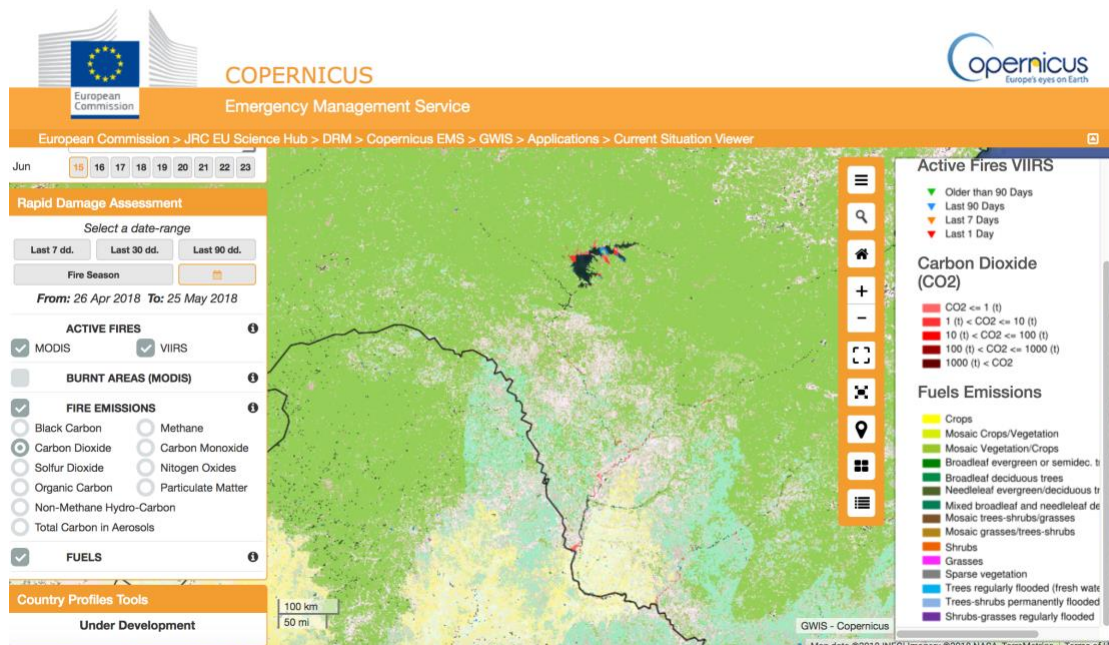 European
Commission
COPERNICUS
Emergency Management Service
opernicus
Europe's eyes on Earth
European Commission > JRC EU Science Hub > DRM > Copernicus EMS > GWIS > Applications > Current Situation Viewer
Jun 15 16 17 18 19 20 21 22 23
Rapid Damage Assessment
Select a date-range
Last 7 dd. Last 30 dd. Last 90 dd.
Fire Season
From: 26 Apr 2018 To: 25 May 2018
ACTIVE FIRES
MODIS VIIRS
BURNT AREAS (MODIS)
FIRE EMISSIONS
Black Carbon Methane
Carbon Dioxide Carbon Monoxide
Solfur Dioxide Nitogen Oxides
Organic Carbon Particulate Matter
Non-Methane Hydro-Carbon
Total Carbon in Aerosols
FUELS
Country Profiles Tools
Under Development
100 km
50 mi
GWIS - Copernicus
Active Fires VIIRS
Older than 90 Days
Last 90 Days
Last 7 Days
Last 1 Day
Carbon Dioxide
(CO2)
CO2 <= 1 (t)
1 (t) < CO2 <= 10 (t)
10 (t) < CO2 <= 100 (t)
100 (t) < CO2 <= 1000 (t)
1000 (t) < CO2
Fuels Emissions
Crops
Mosaic Crops/Vegetation
Mosaic Vegetation/Crops
Broadleaf evergreen or semidec.
Broadleaf deciduous trees
Needleleaf evergreen/deciduous
Mixed broadleaf and needleleaf
Mosaic trees-shrubs/grasses
Mosaic grasses/trees-shrubs
Shrubs
Grasses
Sparse vegetation
Trees regularly flooded (fresh
Trees-shrubs permanently flooded
Shrubs-grasses regularly flooded